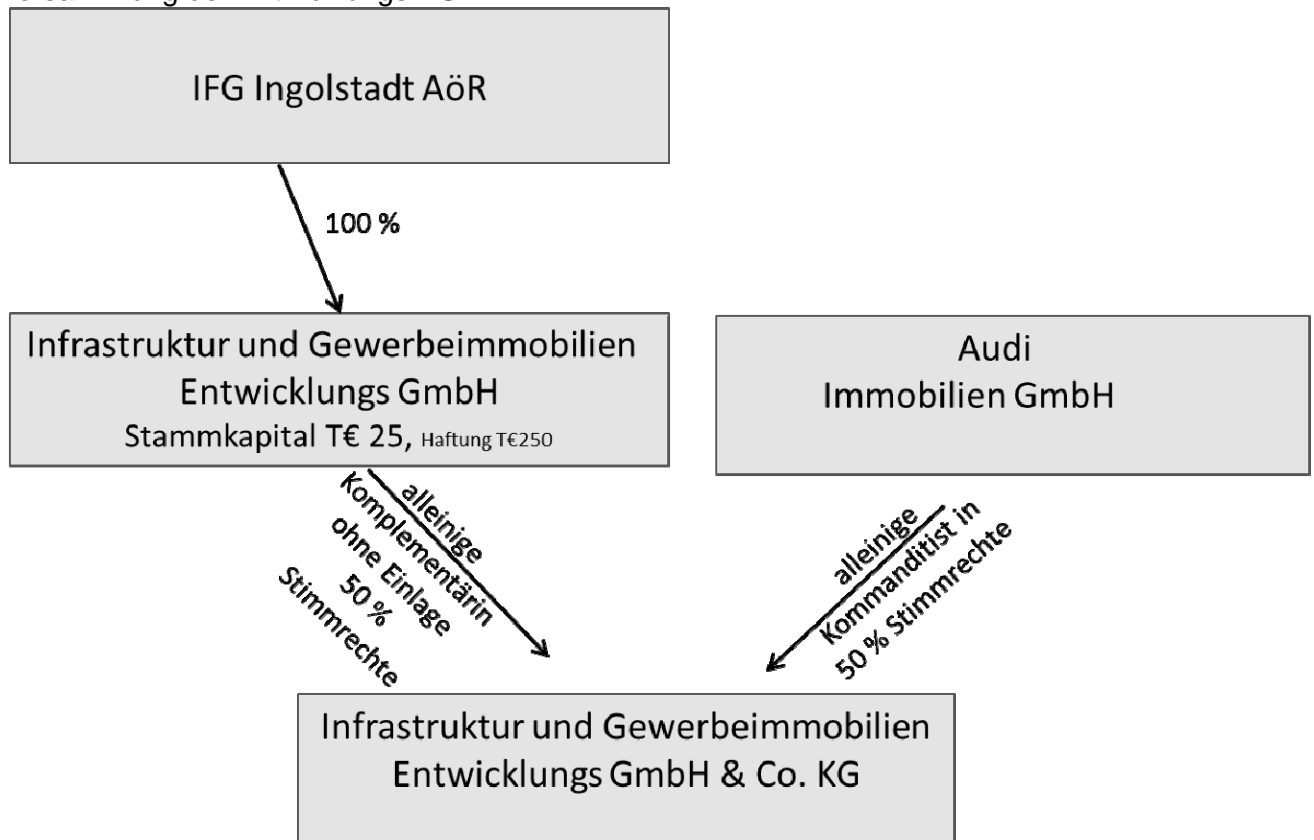 IFG Ingolstadt AöR
100 %
Infrastruktur und Gewerbeimmobilien
Entwicklungs GmbH
Stammkapital T€ 25, Haftung T€250
Audi
Immobilien GmbH
alleinige
Komplementärin
ohne Einlage
50 %
Stimmrechte
alleinige
Kommanditist in
50 % Stimmrechte
Infrastruktur und Gewerbeimmobilien
Entwicklungs GmbH & Co. KG